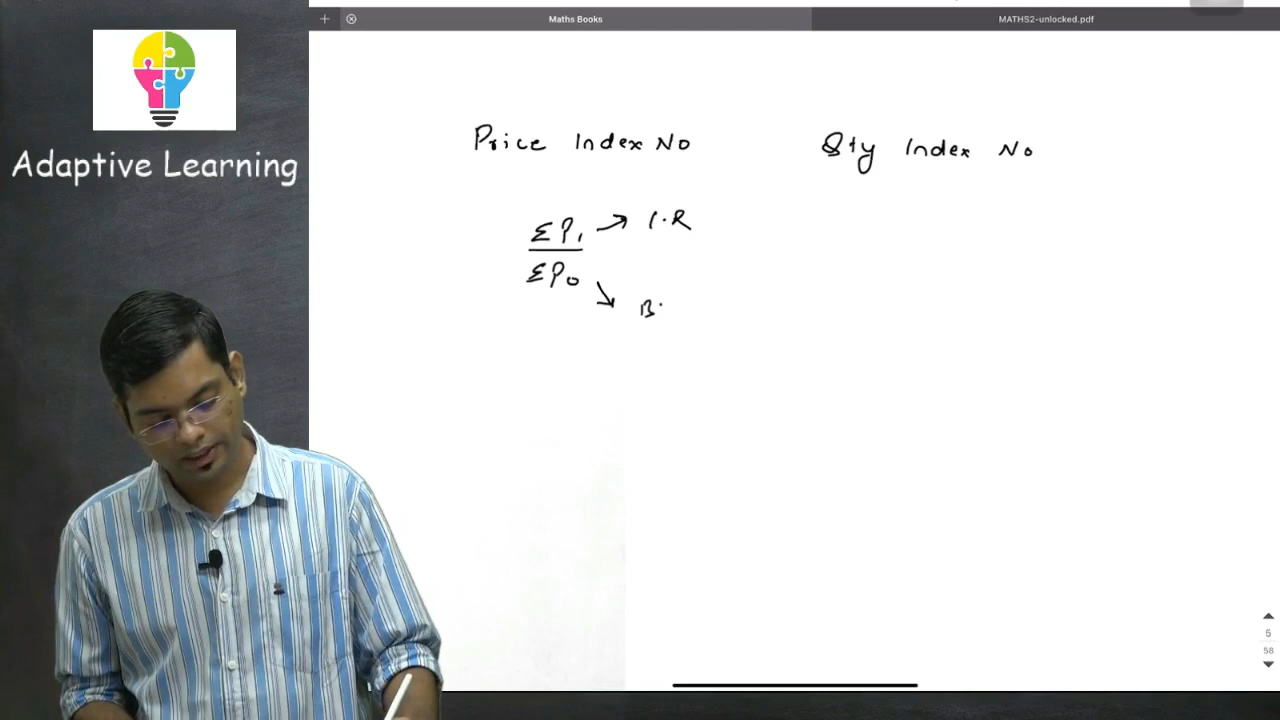 Maths Books
MATHS2-unlocked.pdf
Adaptive Learning
Price Index No
Qty Index No
ΣP₁ → I.R
ΣP₀ → B.
5
58